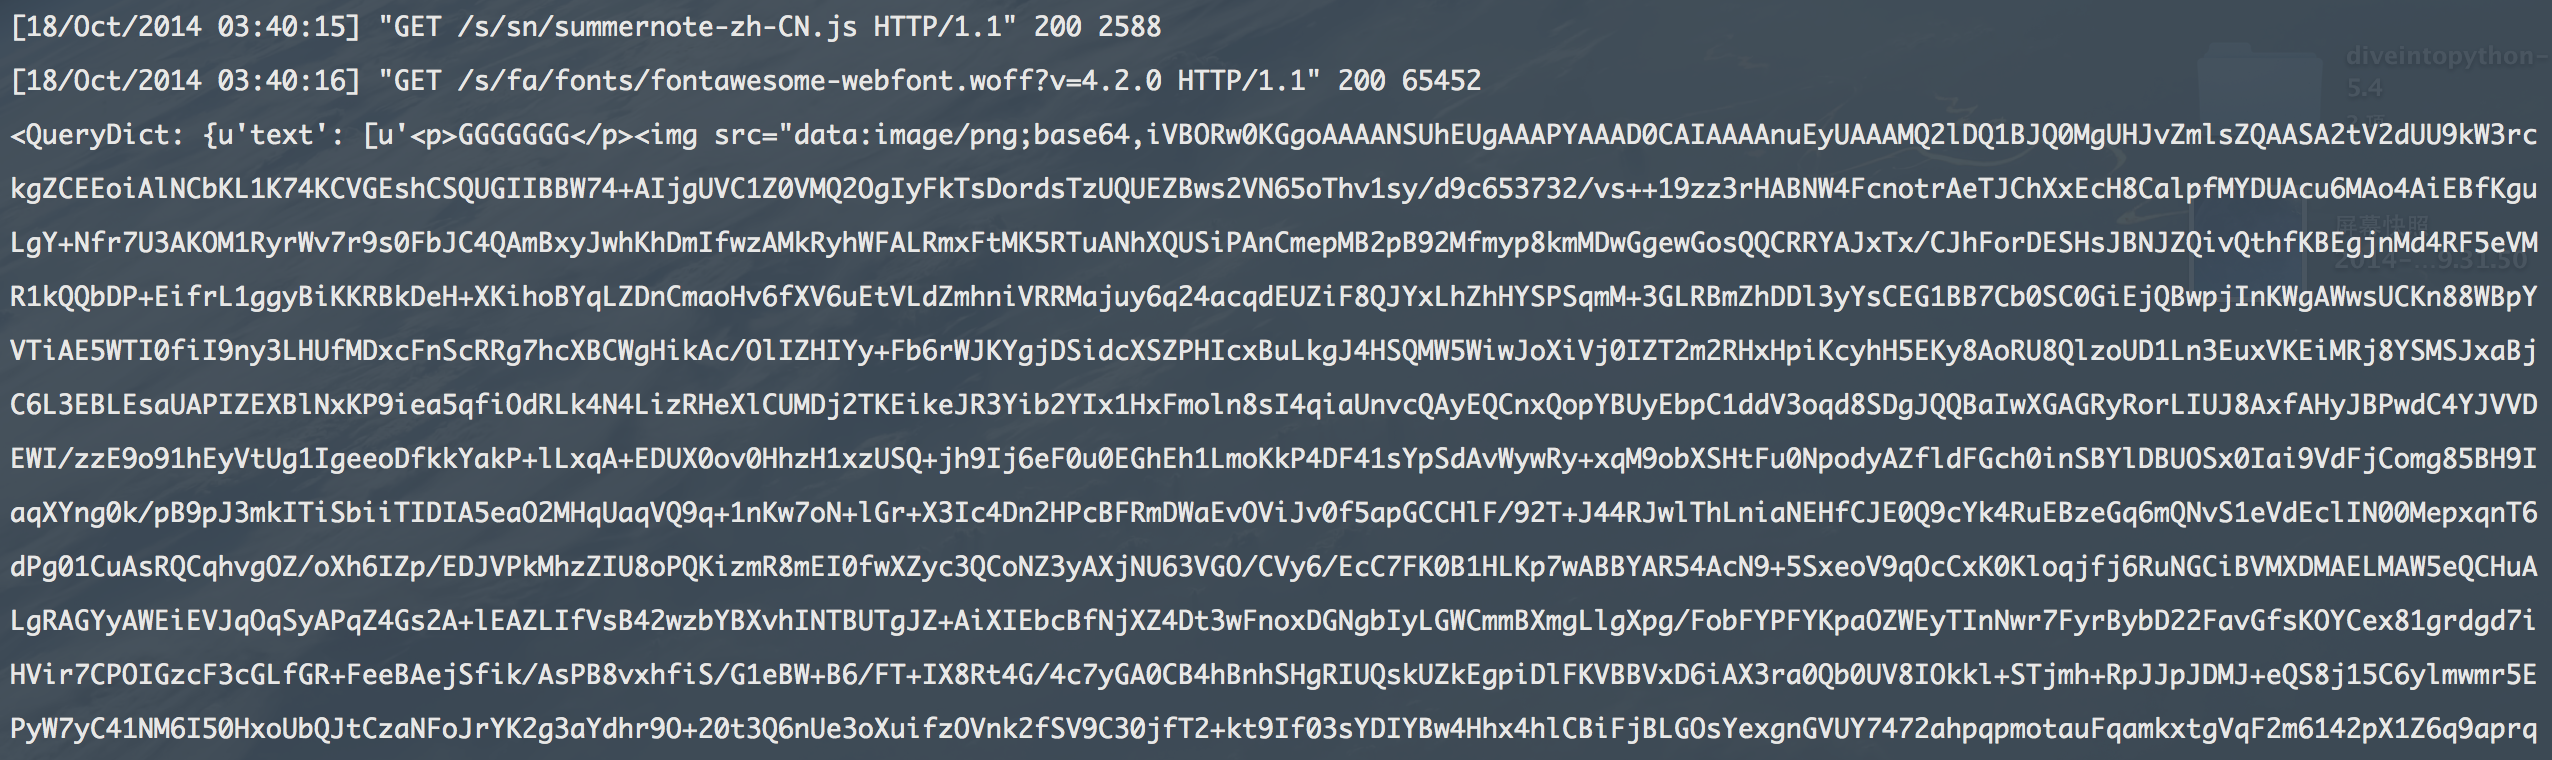 [18/Oct/2014 03:40:15] "GET /s/sn/summernote-zh-CN.js HTTP/1.1" 200 2588
[18/Oct/2014 03:40:16] "GET /s/fa/fonts/fontawesome-webfont.woff?v=4.2.0 HTTP/1.1" 200 65452
<QueryDict: {u'text': [u'<p>GGGGGGG</p><img src="data:image/png;base64,iVBORw0KGgoAAAANSUhEUgAAAPYAAAD0CAIAAAAnuEyUAAAMQ2lDQ1BJQ0MgUHJvZmlsZQAASA2tV2dUU9kW3rc
kgZCEEoiAlNCbKL1K74KCVGEshCSQUGIIBBW74+AIjgUVC1Z0VMQ2OgIyFkTsDordsTzUQUEZBws2VN65oThv1sy/d9c653732/vs++19zz3rHABNW4FcnotrAeTJChXxEcH8CalpfMYDUAcu6MAo4AiEBfKgu
LgY+Nfr7U3AKOM1RyrWv7r9s0FbJC4QAmBxyJwhKhDmIfwzAMkRyhWFALRmxFtMK5RTuANhXQUSiPAnCmepMB2pB92Mfmyp8kmMDwGgewGosQQCRRYAJxTx/CJhForDESHsJBNJZQivQthfKBEgjnMd4RF5eVM
R1kQQbDP+EifrL1ggyBiKKRBkDeH+XKihoBYqLZDnCmaoHv6fXV6uEtVLdZmhniVRRMajuy6q24acqdEUZiF8QJYxLhZhHYSPSqmM+3GLRBmZhDDl3yYsCEG1BB7Cb0SC0GiEjQBwpjInKWgAWwsUCKn88WBpY
VTiAE5WTI0fiI9ny3LHUfMDxcFnScRRg7hcXBCWgHikAc/OlIZHIYy+Fb6rWJKYgjDSidcXSZPHIcxBuLkgJ4HSQMW5WiwJoXiVj0IZT2m2RHxHpiKcyhH5EKy8AoRU8QlzoUD1Ln3EuxVKEiMRj8YSMSJxaBj
C6L3EBLEsaUAPIZEXBlNxKP9iea5qfiOdRLk4N4LizRHeXlCUMDj2TKEikeJR3Yib2YIx1HxFmoln8sI4qiaUnvcQAyEQCnxQopYBUyEbpC1ddV3oqd8SDgJQQBaIwXGAGRyRorLIUJ8AxfAHyJBPwdC4YJVVD
EWI/zzE9o91hEyVtUg1IgeeoDfkkYakP+lLxqA+EDUX0ov0HhzH1xzUSQ+jh9Ij6eF0u0EGhEh1LmoKkP4DF41sYpSdAvWywRy+xqM9obXSHtFu0NpodyAZfldFGch0inSBYlDBUOSx0Iai9VdFjComg85BH9I
aqXYng0k/pB9pJ3mkITiSbiiTIDIA5eaO2MHqUaqVQ9q+1nKw7oN+lGr+X3Ic4Dn2HPcBFRmDWaEvOViJv0f5apGCCHlF/92T+J44RJwlThLniaNEHfCJE0Q9cYk4RuEBzeGq6mQNvS1eVdEclIN00MepxqnT6
dPg01CuAsRQCqhvgOZ/oXh6IZp/EDJVPkMhzZIU8oPQKizmR8mEI0fwXZyc3QCoNZ3yAXjNU63VGO/CVy6/EcC7FK0B1HLKp7wABBYAR54AcN9+5SxeoV9qOcCxK0Kloqjfj6RuNGCiBVMXDMAELMAW5eQCHuA
LgRAGYyAWEiEVJqOqSyAPqZ4Gs2A+lEAZLIfVsB42wzbYBXvhINTBUTgJZ+AiXIEbcBfNjXZ4Dt3wFnoxDGNgbIyLGWCmmBXmgLlgXpg/FobFYPFYKpaOZWEyTInNwr7FyrBybD22FavGfsKOYCex81grdgd7i
HVir7CPOIGzcF3cGLfGR+FeeBAejSfik/AsPB8vxhfiS/G1eBW+B6/FT+IX8Rt4G/4c7yGA0CB4hBnhSHgRIUQskUZkEgpiDlFKVBBVxD6iAX3ra0Qb0UV8IOkkl+STjmh+RpJJpJDMJ+eQS8j15C6ylmwmr5E
PyW7yC41NM6I50HxoUbQJtCzaNFoJrYK2g3aYdhr9O+20t3Q6nUe3oXuifzOVnk2fSV9C30jfT2+kt9If03sYDIYBw4Hhx4hlCBiFjBLGOsYexgnGVUY7472ahpqpmotauFqamkxtgVqF2m6142pX1Z6q9aprq